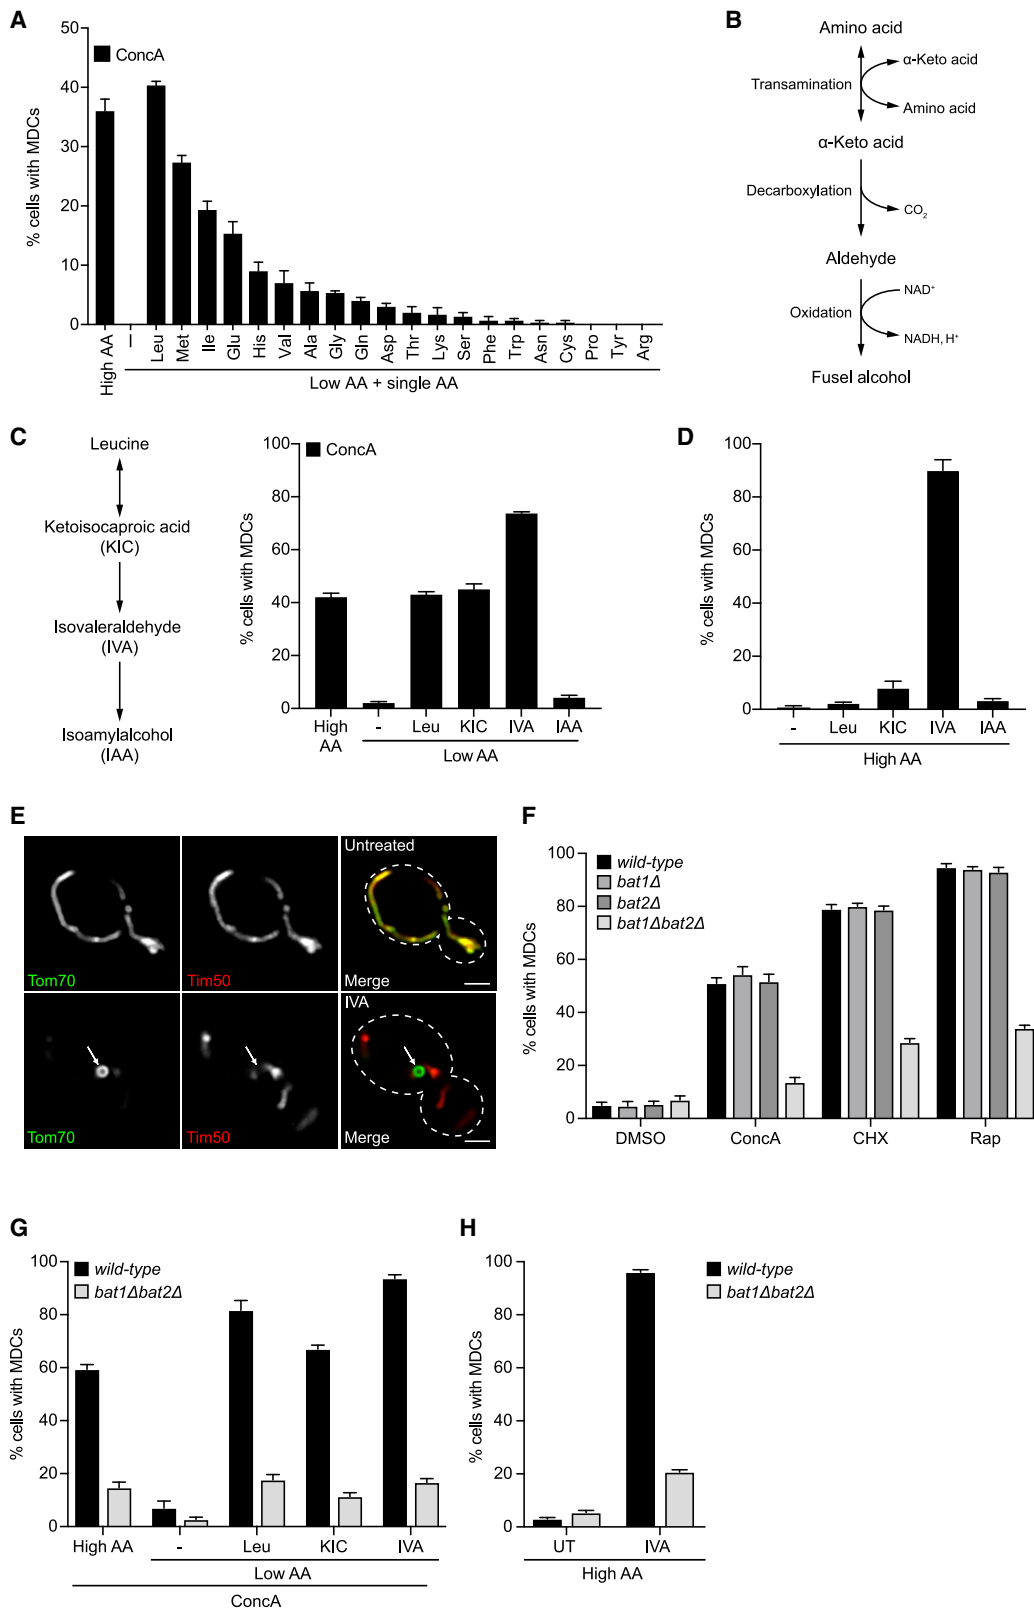 A
50
40
30
20
10
0
% cells with MDCs
ConcA
High AA
—
Leu
Met
Ile
Glu
His
Val
Ala
Gly
Gln
Asp
Thr
Lys
Ser
Phe
Trp
Asn
Cys
Pro
Tyr
Arg
Low AA + single AA
B
Amino acid
α-Keto acid
Transamination
Amino acid
α-Keto acid
Decarboxylation
CO₂
Aldehyde
NAD⁺
Oxidation
NADH, H⁺
Fusel alcohol
C
Leucine
Ketoisocaproic acid
(KIC)
Isovaleraldehyde
(IVA)
Isoamylalcohol
(IAA)
100
80
60
40
20
0
% cells with MDCs
ConcA
High
AA
-
Leu
KIC
IVA
IAA
Low AA
D
100
80
60
40
20
0
% cells with MDCs
-
Leu
KIC
IVA
IAA
High AA
E
Untreated
Tom70
Tim50
Merge
IVA
Tom70
Tim50
Merge
F
100
80
60
40
20
0
% cells with MDCs
wild-type
bat1Δ
bat2Δ
bat1Δbat2Δ
DMSO
ConcA
CHX
Rap
G
100
80
60
40
20
0
% cells with MDCs
wild-type
bat1Δbat2Δ
High AA
-
Leu
KIC
IVA
Low AA
ConcA
H
100
80
60
40
20
0
% cells with MDCs
wild-type
bat1Δbat2Δ
UT
IVA
High AA